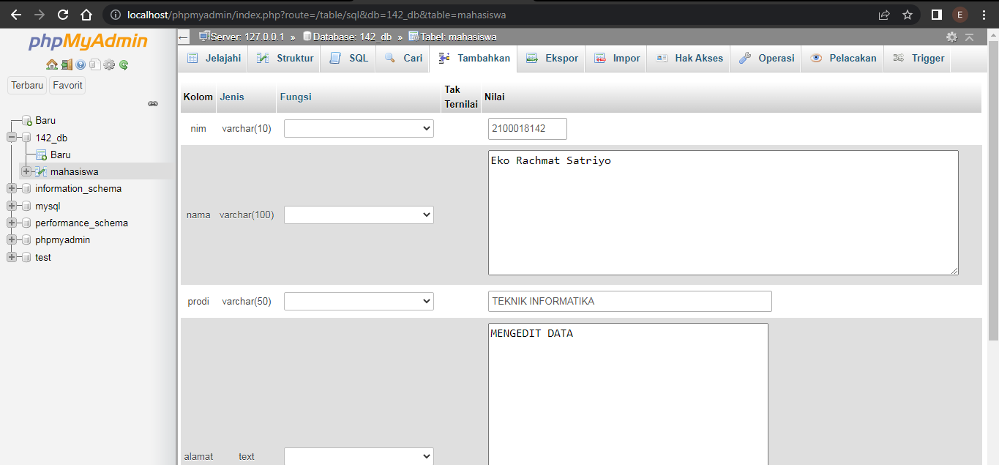 localhost/phpmyadmin/index.php?route=/table/sql&db=142_db&table=mahasiswa
E
phpMyAdmin
Terbaru Favorit
Baru
142_db
Baru
mahasiswa
information_schema
mysql
performance_schema
phpmyadmin
test
Server: 127.0.0.1 » Database: 142_db » Tabel: mahasiswa
Jelajahi Struktur SQL Cari Tambahkan Ekspor Impor Hak Akses Operasi Pelacakan Trigger
Kolom Jenis Fungsi Tak Ternilai Nilai
nim varchar(10) 2100018142
nama varchar(100) Eko Rachmat Satriyo
prodi varchar(50) TEKNIK INFORMATIKA
alamat text MENGEDIT DATA